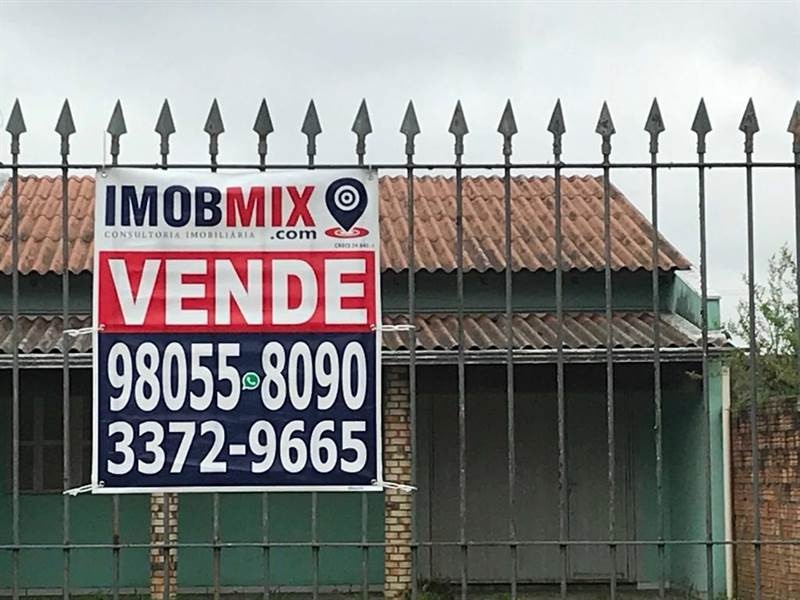 IMOBMIX
CONSULTORIA IMOBILIÁRIA .com
VENDE
98055 8090
3372-9665